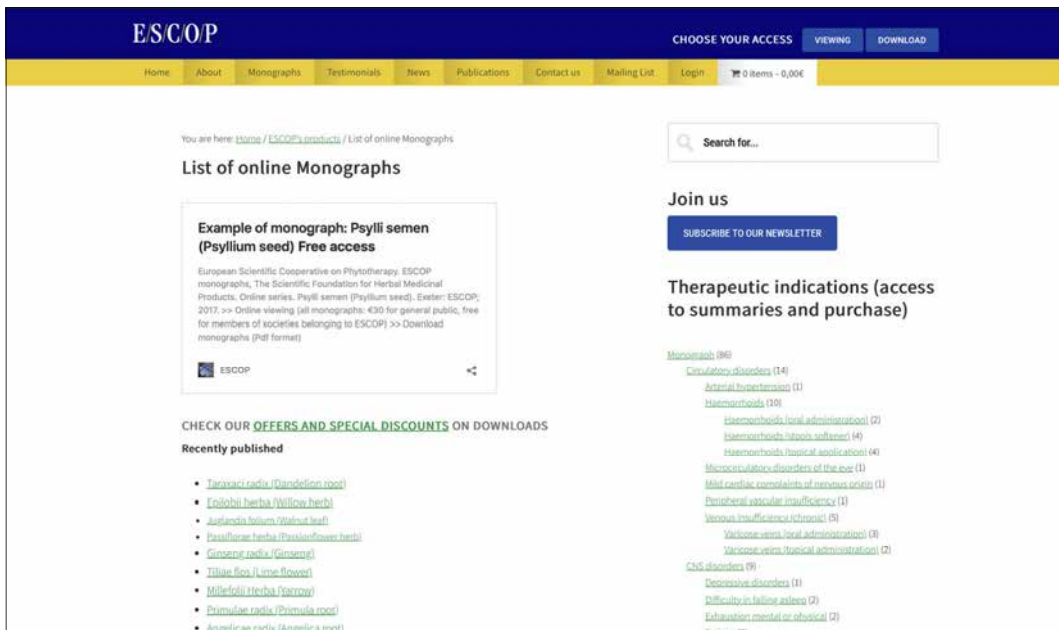 E/S/C/O/P
CHOOSE YOUR ACCESS VIEWING DOWNLOAD
Home About Monographs Testimonials News Publications Contact us Mailing List Login 0 items - 0,00€
You are here: Home / ESCOP's products / List of online Monographs
List of online Monographs
Example of monograph: Psylli semen
(Psyllium seed) Free access
European Scientific Cooperative on Phytotherapy. ESCOP
monographs, The Scientific Foundation for Herbal Medicinal
Products. Online series. Psylli semen (Psyllium seed). Exeter: ESCOP;
2017. >> Online viewing (all monographs: €30 for general public, free
for members of societies belonging to ESCOP) >> Download
monographs (Pdf format)
ESCOP
CHECK OUR OFFERS AND SPECIAL DISCOUNTS ON DOWNLOADS
Recently published
Taraxaci radix (Dandelion root)
Epilobii herba (Willow herb)
Juglandis folium (Walnut leaf)
Passiflorae herba (Passionflower herb)
Ginseng radix (Ginseng)
Tiliae flos (Lime flower)
Millefolii Herba (Yarrow)
Primulae radix (Primula root)
Angelicae radix (Angelica root)
Search for...
Join us
SUBSCRIBE TO OUR NEWSLETTER
Therapeutic indications (access
to summaries and purchase)
Monograph (86)
Circulatory disorders (14)
Arterial hypertension (1)
Haemorrhoids (10)
Haemorrhoids (oral administration) (2)
Haemorrhoids (stools softener) (4)
Haemorrhoids (topical application) (4)
Microcirculatory disorders of the eye (1)
Mild cardiac complaints of nervous origin (1)
Peripheral vascular insufficiency (1)
Venous insufficiency (chronic) (5)
Varicose veins (oral administration) (3)
Varicose veins (topical administration) (2)
CNS disorders (9)
Depressive disorders (1)
Difficulty in falling asleep (2)
Exhaustion mental or physical (2)